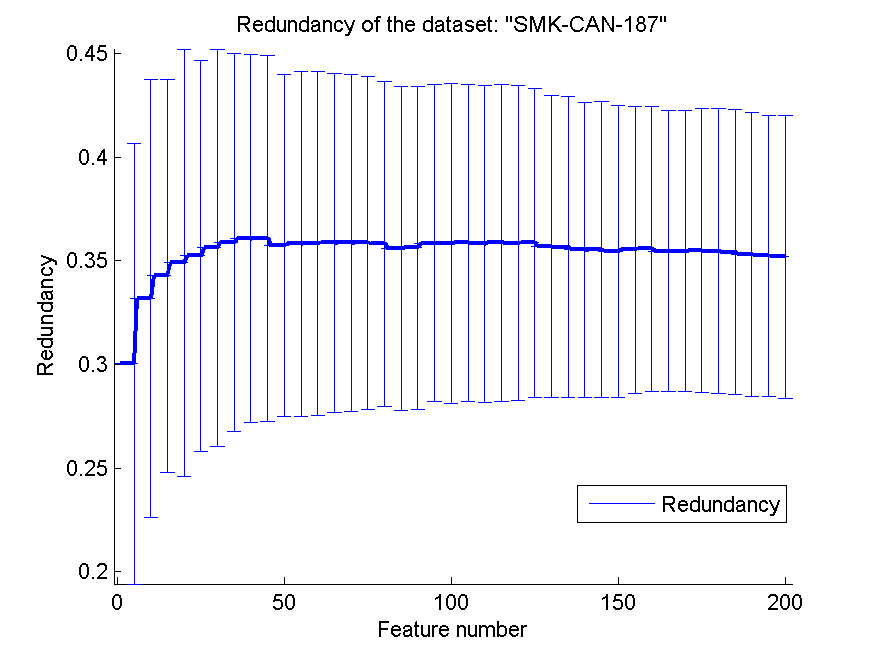 Redundancy of the dataset: "SMK-CAN-187"
0.45
0.4
0.35
0.3
0.25
0.2
Redundancy
Redundancy
0
50
100
150
200
Feature number